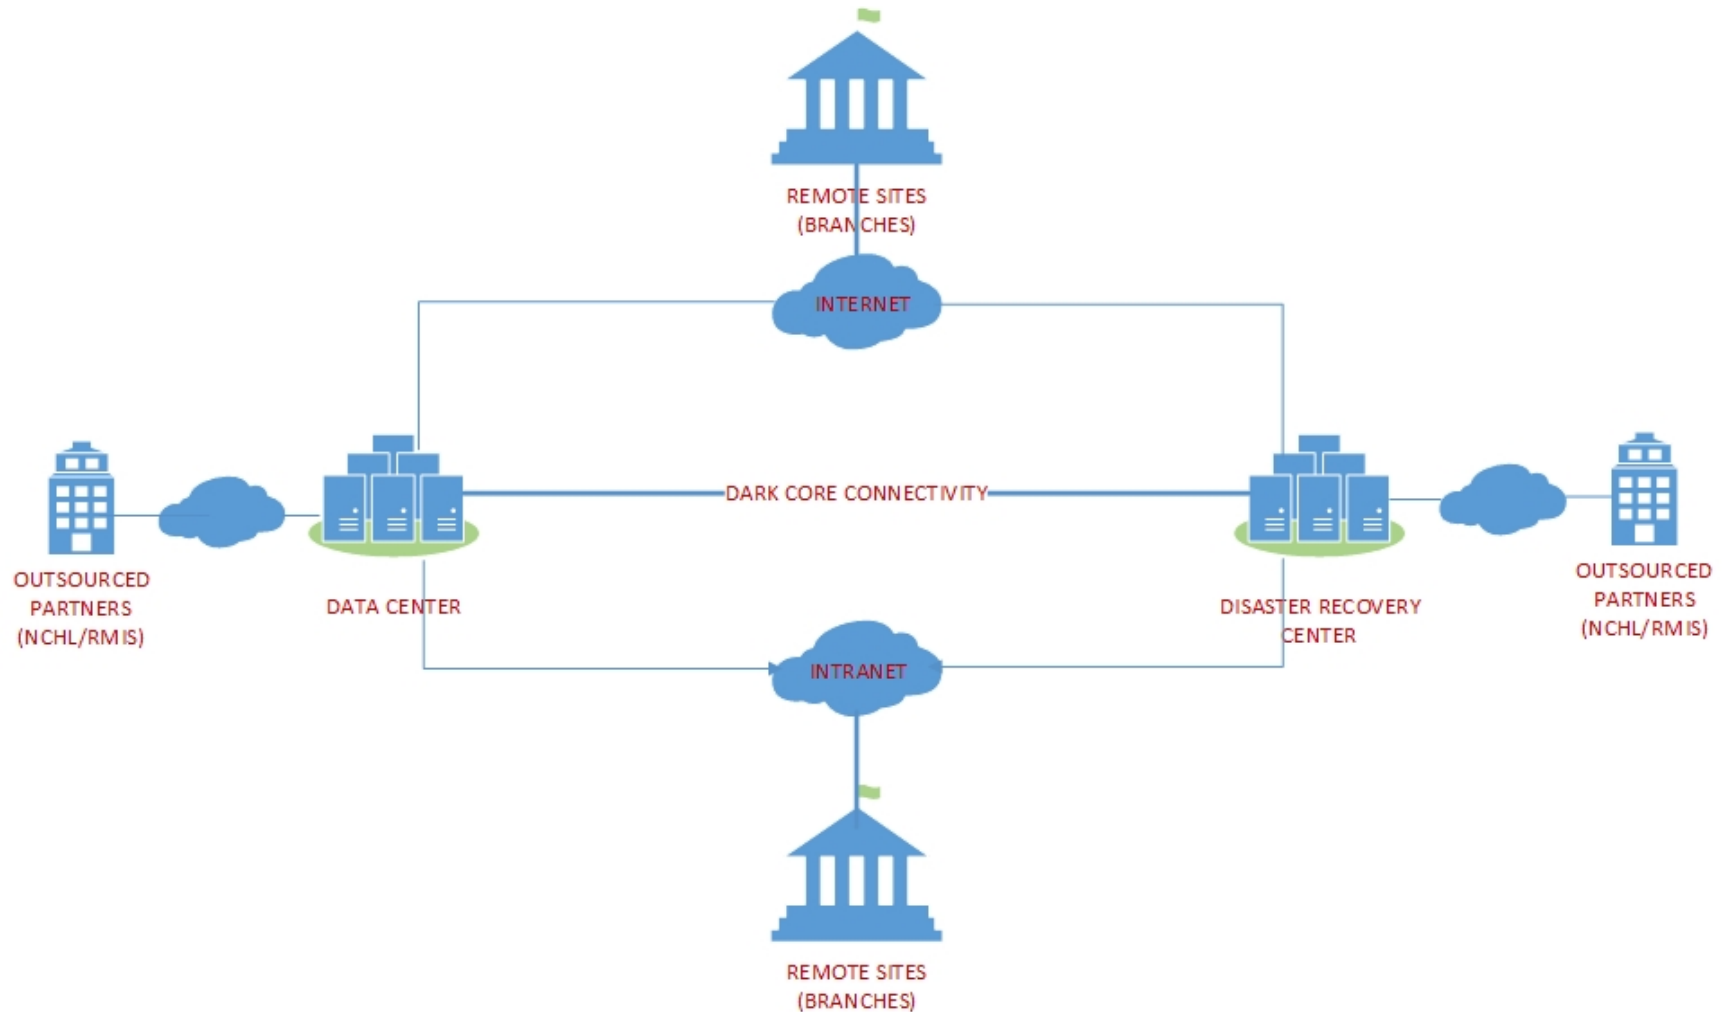 REMOTE SITES
(BRANCHES)
INTERNET
DARK CORE CONNECTIVITY
OUTSOURCED
PARTNERS
(NCHL/RMIS)
DATA CENTER
DISASTER RECOVERY
CENTER
OUTSOURCED
PARTNERS
(NCHL/RMIS)
INTRANET
REMOTE SITES
(BRANCHES)